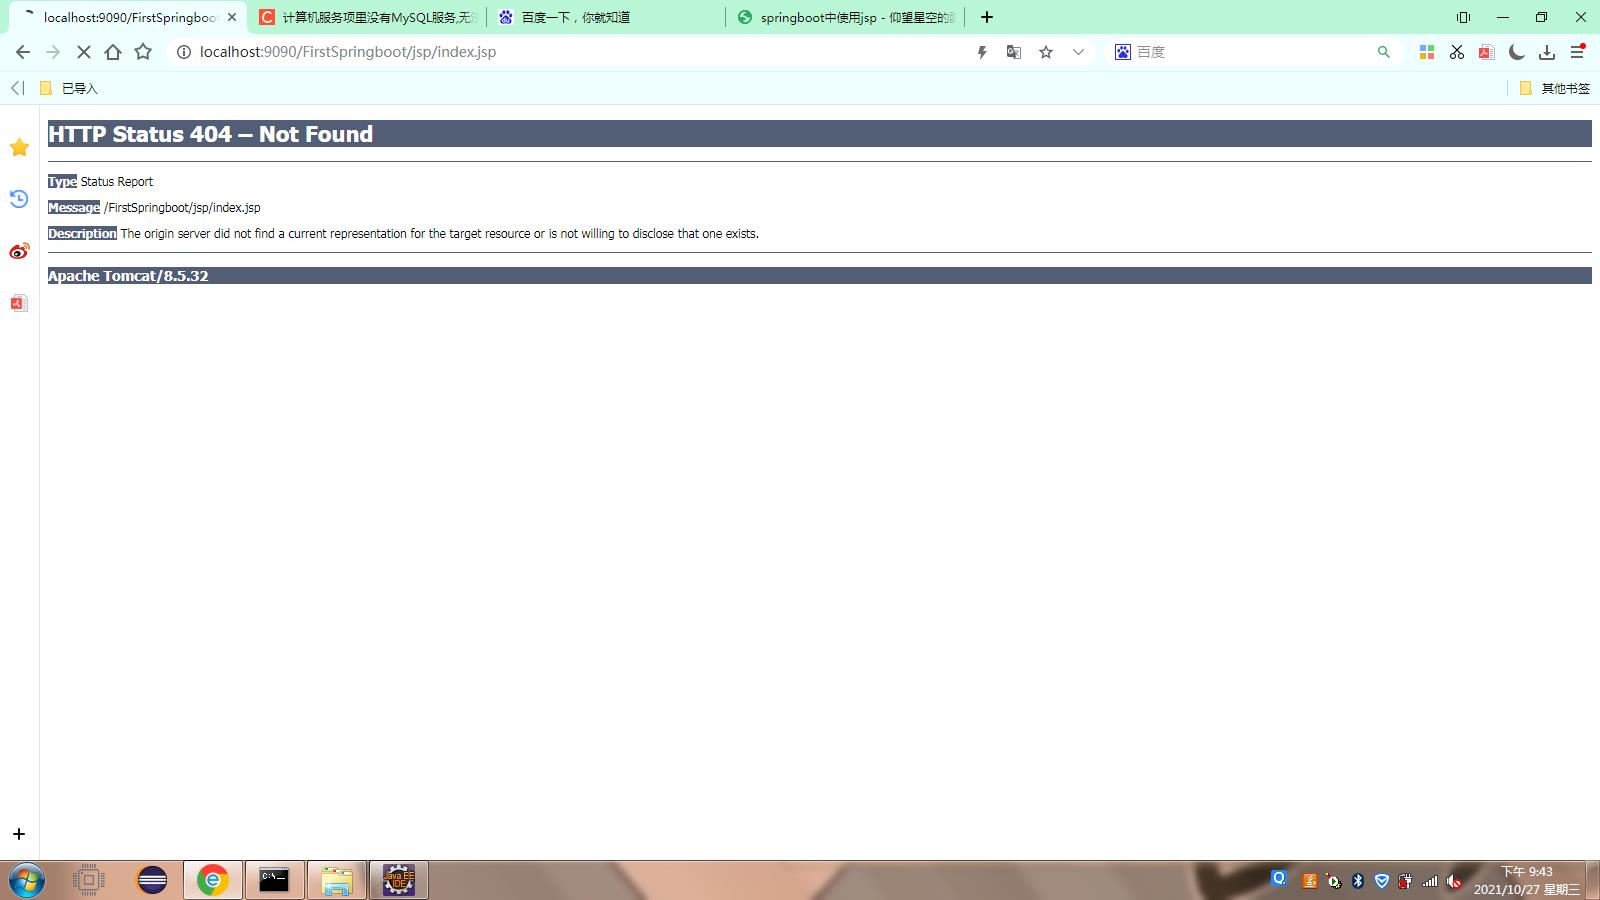 localhost:9090/FirstSpringboot
计算机服务项里没有MySQL服务,无
百度一下，你就知道
springboot中使用jsp - 仰望星空的
localhost:9090/FirstSpringboot/jsp/index.jsp
百度
已导入
其他书签
HTTP Status 404 – Not Found
Type Status Report
Message /FirstSpringboot/jsp/index.jsp
Description The origin server did not find a current representation for the target resource or is not willing to disclose that one exists.
Apache Tomcat/8.5.32
C:\_
Java EE
IDE
下午 9:43
2021/10/27 星期三